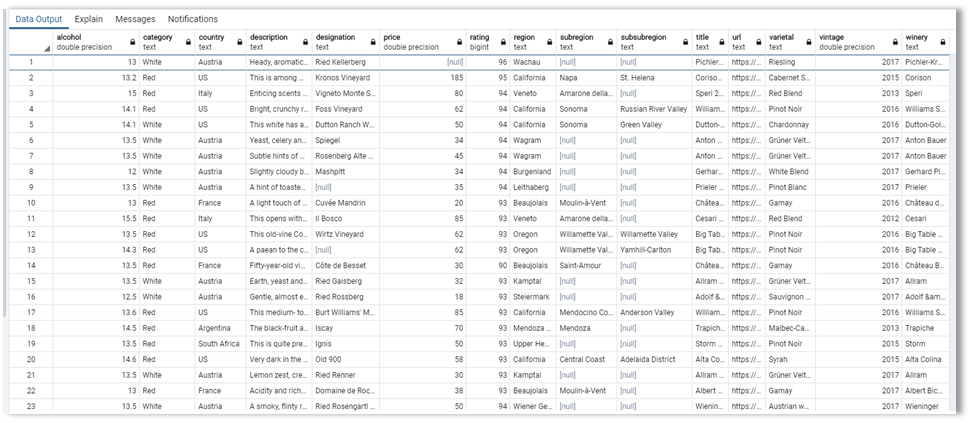 Data Output Explain Messages Notifications
alcohol category country description designation price rating region subregion subsubregion title url varietal vintage winery
double precision text text text text double precision bigint text text text text text text double precision text
1 13 White Austria Heady, aromatic... Ried Kellerberg [null] 96 Wachau [null] [null] Pichler-Kr... https://... Riesling 2017 Pichler-Kr...
2 13.2 Red US This is among ... Kronos Vineyard 185 95 California Napa St. Helena Coriso... https://... Cabernet S... 2015 Corison
3 15 Red Italy Enticing scents ... Vigneto Monte S... 80 94 Veneto Amarone della... [null] Speri 2... https://... Red Blend 2013 Speri
4 14.1 Red US Bright, crunchy r... Foss Vineyard 62 94 California Sonoma Russian River Valley William... https://... Pinot Noir 2016 Williams S...
5 14.1 White US This white has a... Dutton Ranch W... 50 94 California Sonoma Green Valley Dutton-... https://... Chardonnay 2016 Dutton-Gol...
6 13.5 White Austria Yeast, celery an... Spiegel 34 94 Wagram [null] [null] Anton ... https://... Grüner Velt... 2017 Anton Bauer
7 13.5 White Austria Subtle hints of ... Rosenberg Alte ... 45 94 Wagram [null] [null] Anton ... https://... Grüner Velt... 2017 Anton Bauer
8 12 White Austria Slightly cloudy b... Mashpitt 34 94 Burgenland [null] [null] Gerhar... https://... White Blend 2017 Gerhard Pi...
9 13.5 White Austria A hint of toaste... [null] 35 94 Leithaberg [null] [null] Prieler ... https://... Pinot Blanc 2017 Prieler
10 13 Red France A light touch of ... Cuvée Mandrin 20 93 Beaujolais Moulin-à-Vent [null] Châtea... https://... Gamay 2016 Château d...
11 15.5 Red Italy This opens with... Il Bosco 85 93 Veneto Amarone della... [null] Cesari ... https://... Red Blend 2012 Cesari
12 13.5 Red US This old-vine Co... Wirtz Vineyard 62 93 Oregon Willamette Val... Willamette Valley Big Tab... https://... Pinot Noir 2016 Big Table ...
13 14.3 Red US A paean to the c... [null] 62 93 Oregon Willamette Val... Yamhill-Carlton Big Tab... https://... Pinot Noir 2016 Big Table ...
14 13.5 Red France Fifty-year-old vi... Côte de Besset 30 90 Beaujolais Saint-Amour [null] Châtea... https://... Gamay 2016 Château B...
15 13.5 White Austria Earth, yeast and... Ried Gaisberg 32 93 Kamptal [null] [null] Allram ... https://... Grüner Velt... 2017 Allram
16 12.5 White Austria Gentle, almost e... Ried Rossberg 18 93 Steiermark [null] [null] Adolf &... https://... Sauvignon ... 2017 Adolf &am...
17 13.6 Red US This medium- to... Burt Williams' M... 85 93 California Mendocino Co... Anderson Valley William... https://... Pinot Noir 2016 Williams S...
18 14.5 Red Argentina The black-fruit a... Iscay 70 93 Mendoza ... Mendoza [null] Trapich... https://... Malbec-Ca... 2013 Trapiche
19 13.5 Red South Africa This is quite pre... Ignis 50 93 Upper He... [null] [null] Storm ... https://... Pinot Noir 2015 Storm
20 14.6 Red US Very dark in the ... Old 900 58 93 California Central Coast Adelaida District Alta Co... https://... Syrah 2015 Alta Colina
21 13.5 White Austria Lemon zest, cre... Ried Renner 30 93 Kamptal [null] [null] Allram ... https://... Grüner Velt... 2017 Allram
22 13 Red France Acidity and rich... Domaine de Roc... 38 93 Beaujolais Moulin-à-Vent [null] Albert ... https://... Gamay 2017 Albert Bic...
23 13.5 White Austria A smoky, flinty r... Ried Rosengartl ... 50 94 Wiener Ge... [null] [null] Wienin... https://... Austrian w... 2017 Wieninger